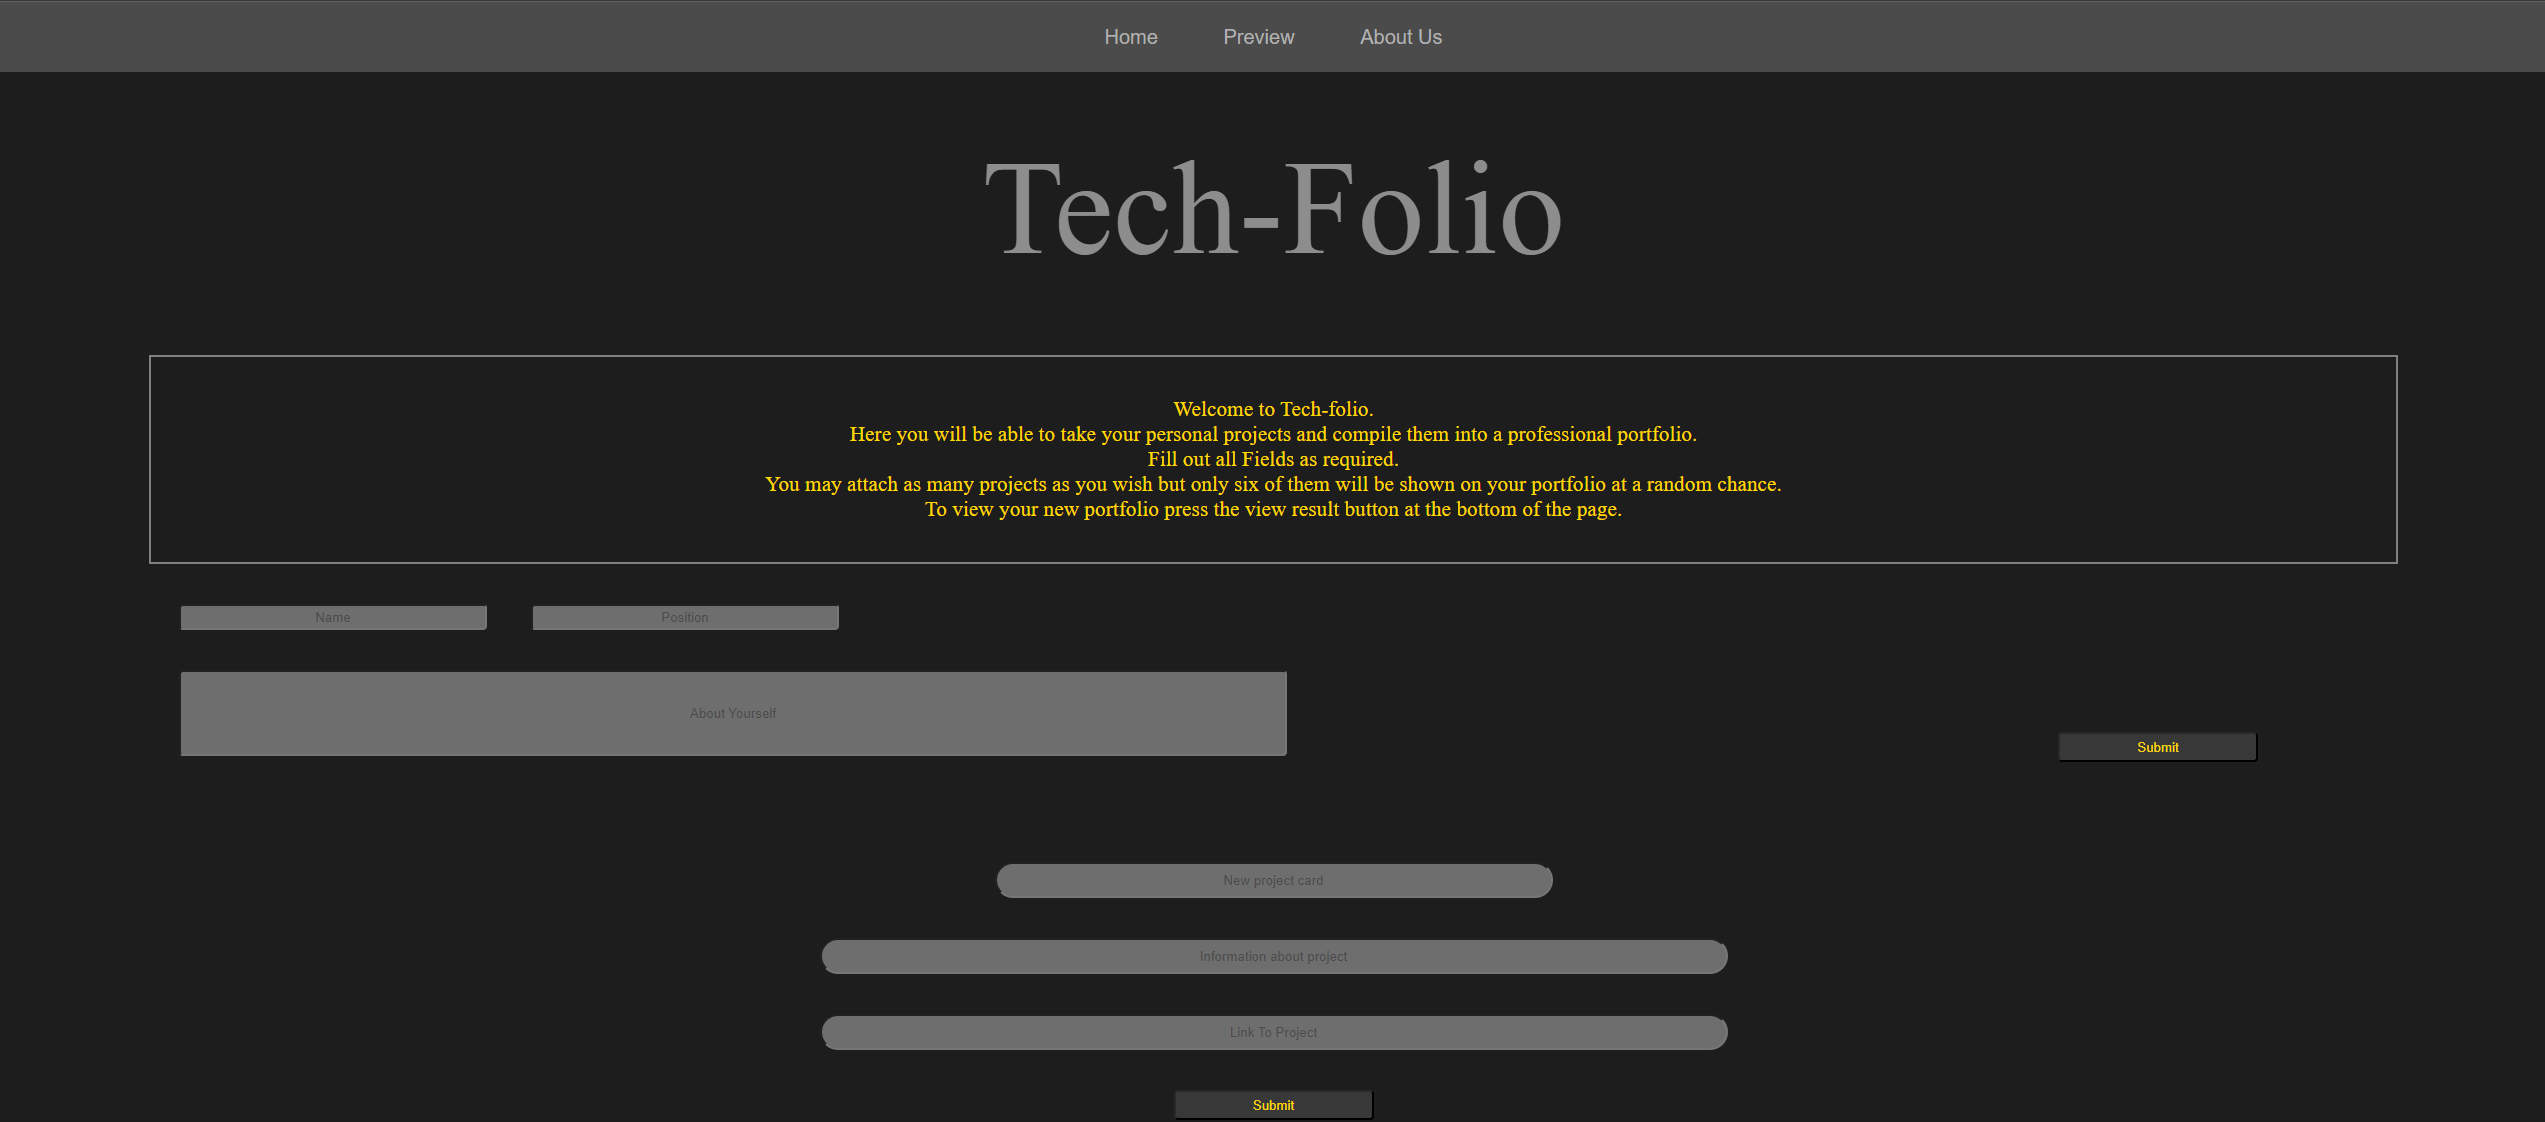 Home Preview About Us
Tech-Folio
Welcome to Tech-folio.
Here you will be able to take your personal projects and compile them into a professional portfolio.
Fill out all Fields as required.
You may attach as many projects as you wish but only six of them will be shown on your portfolio at a random chance.
To view your new portfolio press the view result button at the bottom of the page.
Name Position
About Yourself
Submit
New project card
Information about project
Link To Project
Submit